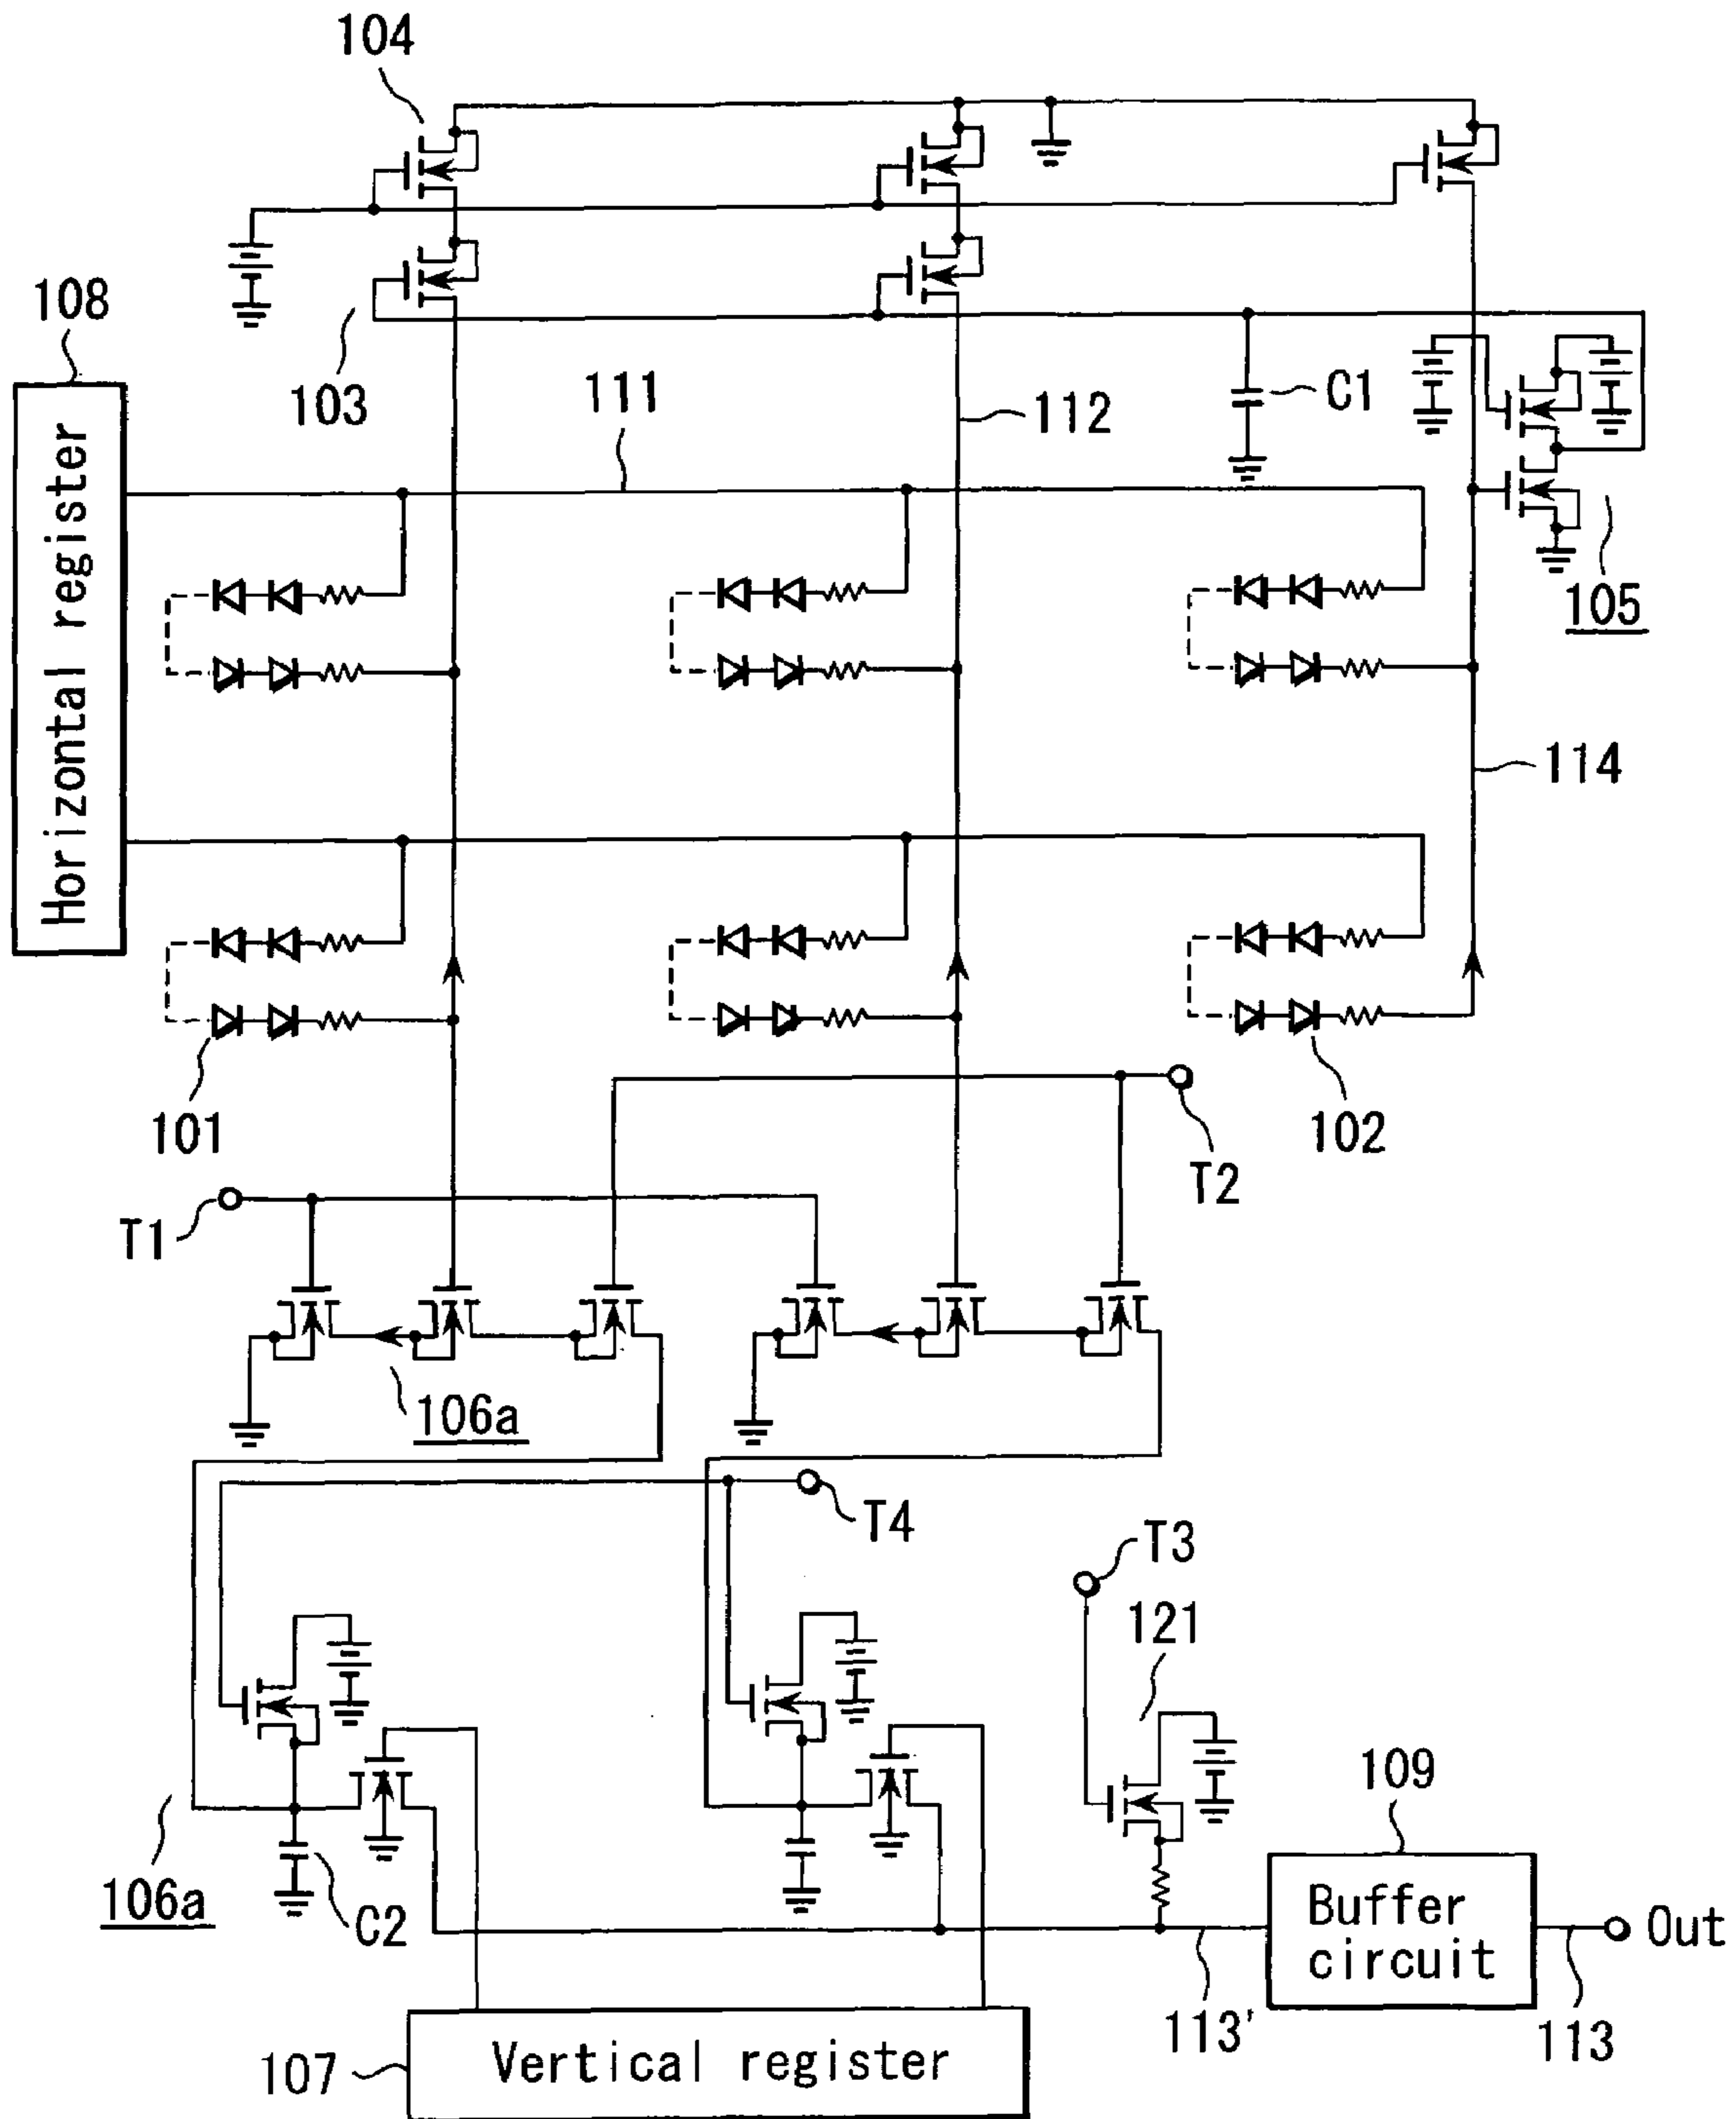 104
108
103
111
112
C1
Horizontal register
105
114
101
102
T2
T1
106a
T4
T3
121
109
106a
C2
Buffer
circuit
Out
113'
113
107
Vertical register